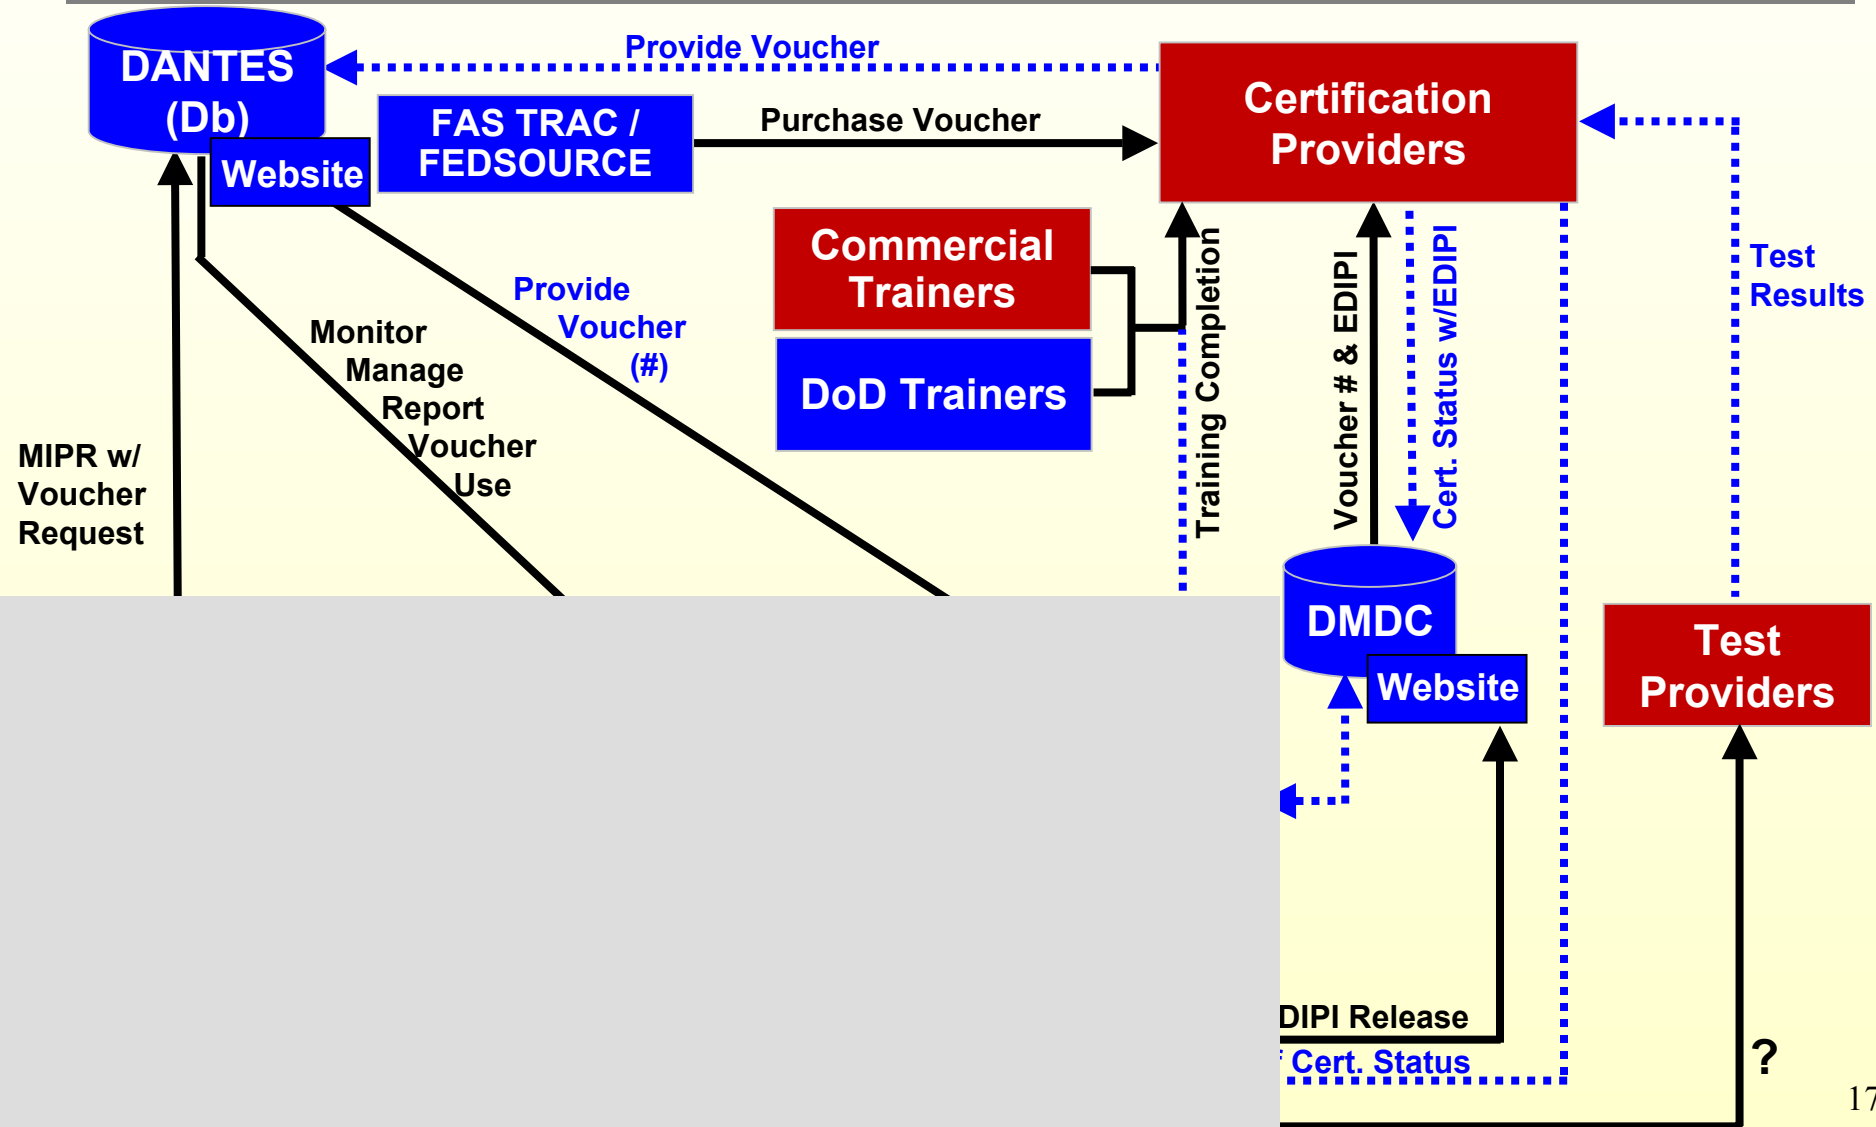 DANTES
(Db)
Website
Provide Voucher
FAS TRAC /
FEDSOURCE
Purchase Voucher
Certification
Providers
Commercial
Trainers
DoD Trainers
Provide
Voucher
(#)
Monitor
Manage
Report
Voucher
Use
MIPR w/
Voucher
Request
Training Completion
Voucher # & EDIPI
Cert. Status w/EDIPI
Test
Results
DMDC
Website
Test
Providers
DIPI Release
Cert. Status
?
17